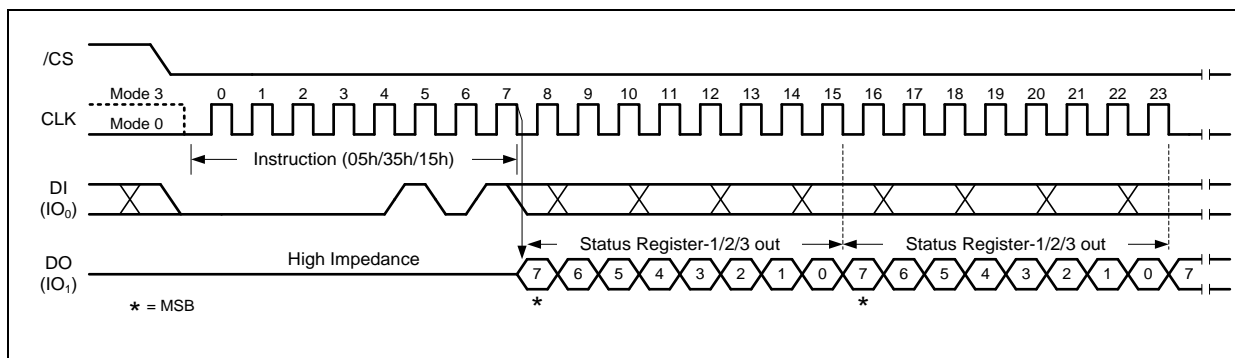 /CS
Mode 3 0 1 2 3 4 5 6 7 8 9 10 11 12 13 14 15 16 17 18 19 20 21 22 23
CLK
Mode 0
Instruction (05h/35h/15h)
DI
(IO0)
Status Register-1/2/3 out Status Register-1/2/3 out
High Impedance
DO
(IO1)
7 6 5 4 3 2 1 0 7 6 5 4 3 2 1 0 7
* *
* = MSB